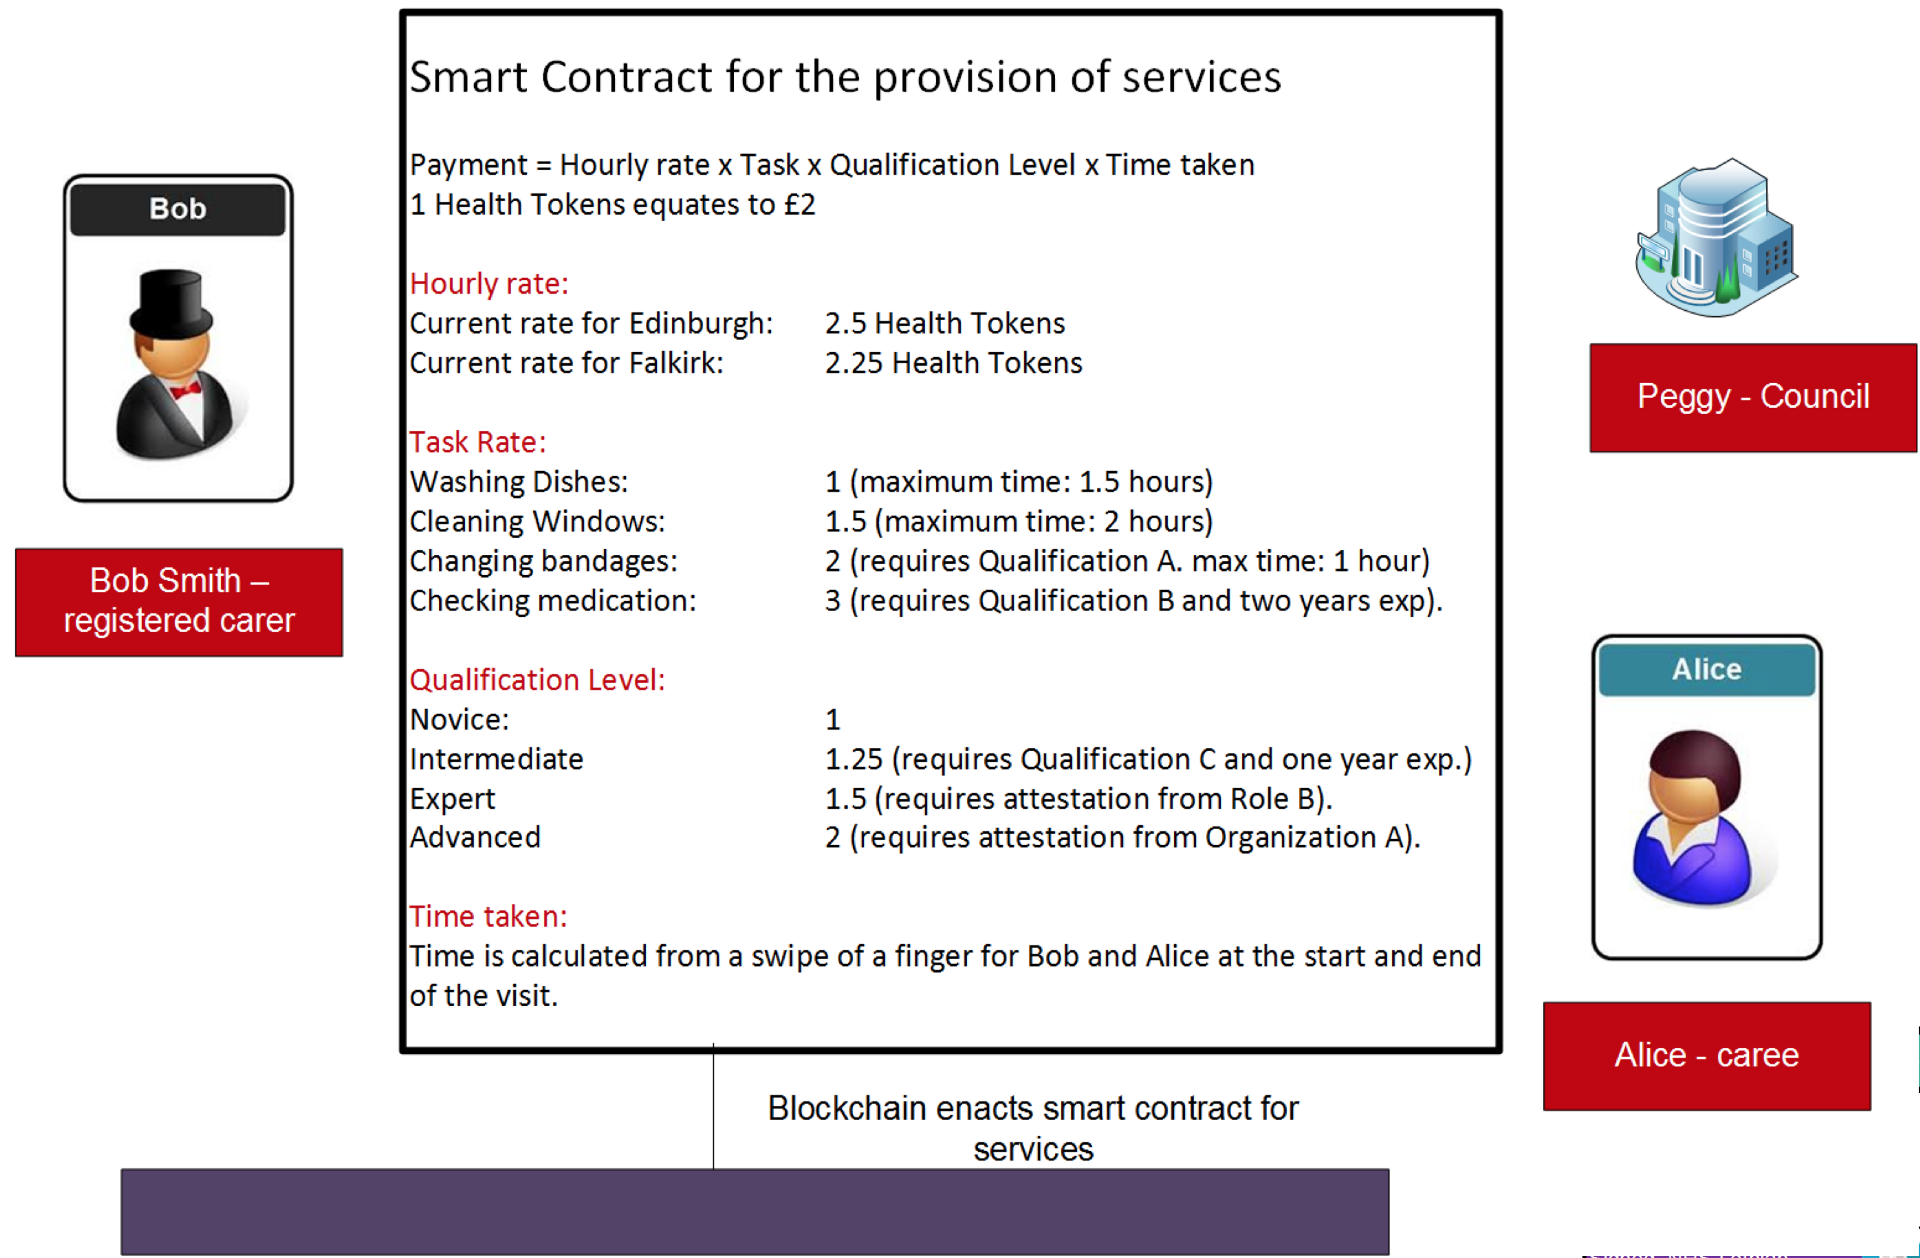 Smart Contract for the provision of services
Payment = Hourly rate x Task x Qualification Level x Time taken
1 Health Tokens equates to £2
Hourly rate:
Current rate for Edinburgh: 2.5 Health Tokens
Current rate for Falkirk: 2.25 Health Tokens
Task Rate:
Washing Dishes: 1 (maximum time: 1.5 hours)
Cleaning Windows: 1.5 (maximum time: 2 hours)
Changing bandages: 2 (requires Qualification A. max time: 1 hour)
Checking medication: 3 (requires Qualification B and two years exp).
Qualification Level:
Novice: 1
Intermediate 1.25 (requires Qualification C and one year exp.)
Expert 1.5 (requires attestation from Role B).
Advanced 2 (requires attestation from Organization A).
Time taken:
Time is calculated from a swipe of a finger for Bob and Alice at the start and end
of the visit.
Bob
Bob Smith –
registered carer
Peggy - Council
Alice
Alice - caree
Blockchain enacts smart contract for
services